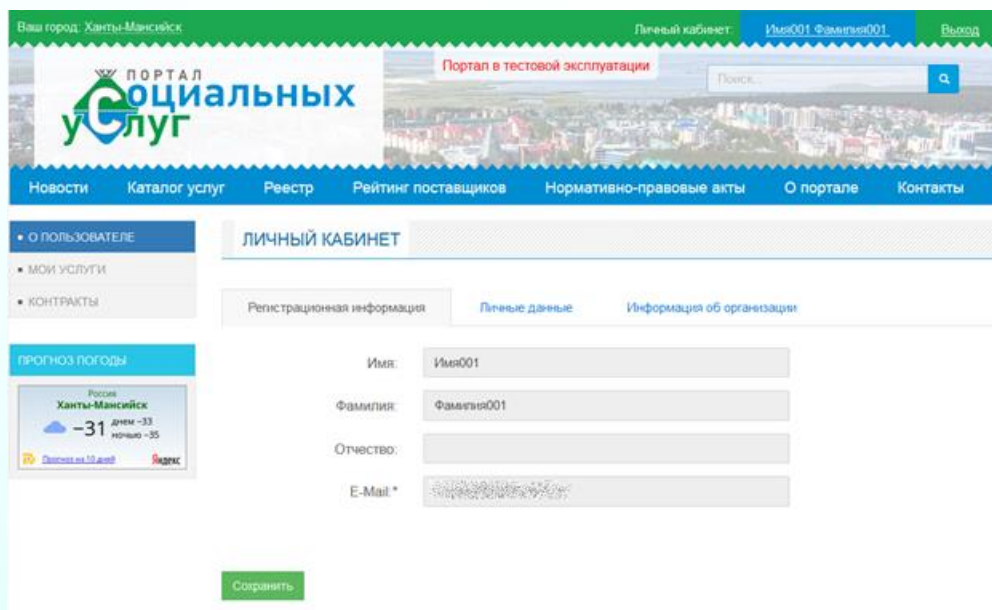 Ваш город: Ханты-Мансийск Личный кабинет: Имя001 Фамилия001 Выход
Портал в тестовой эксплуатации
ПОРТАЛ
Социальных
уСлуг
Поиск...
Новости Каталог услуг Реестр Рейтинг поставщиков Нормативно-правовые акты О портале Контакты
О ПОЛЬЗОВАТЕЛЕ
МОИ УСЛУГИ
КОНТРАКТЫ
ПРОГНОЗ ПОГОДЫ
Россия
Ханты-Мансийск
−31 днем −33
ночью −35
Прогноз на 10 дней Яндекс
ЛИЧНЫЙ КАБИНЕТ
Регистрационная информация Личные данные Информация об организации
Имя: Имя001
Фамилия: Фамилия001
Отчество:
E-Mail:*
Сохранить